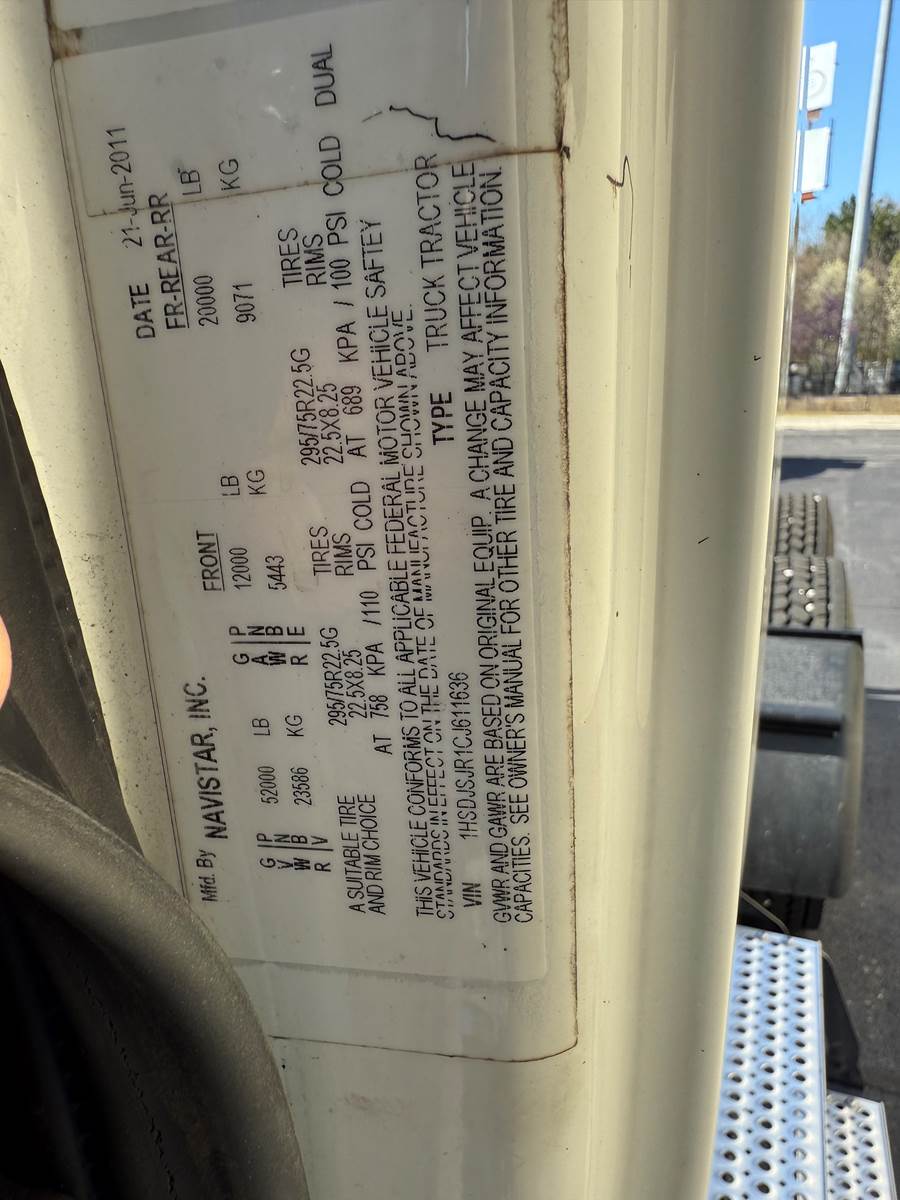 Mfd. By NAVISTAR, INC. DATE 21-Jun-2011
FRONT FR-REAR-RR
G P 52000 LB G P 12000 LB 20000 LB
V N A N
W B 23586 KG W B 5443 KG 9071 KG
R V R E
A SUITABLE TIRE 295/75R22.5G TIRES 295/75R22.5G TIRES
AND RIM CHOICE 22.5X8.25 RIMS 22.5X8.25 RIMS
AT 758 KPA /110 PSI COLD AT 689 KPA / 100 PSI COLD DUAL
THIS VEHICLE CONFORMS TO ALL APPLICABLE FEDERAL MOTOR VEHICLE SAFTEY
STANDARDS IN EFFECT ON THE DATE OF MANUFACTURE SHOWN ABOVE.
VIN 1HSDJSJR1CJ611636 TYPE TRUCK TRACTOR
GVWR AND GAWR ARE BASED ON ORIGINAL EQUIP. A CHANGE MAY AFFECT VEHICLE
CAPACITIES. SEE OWNER'S MANUAL FOR OTHER TIRE AND CAPACITY INFORMATION.